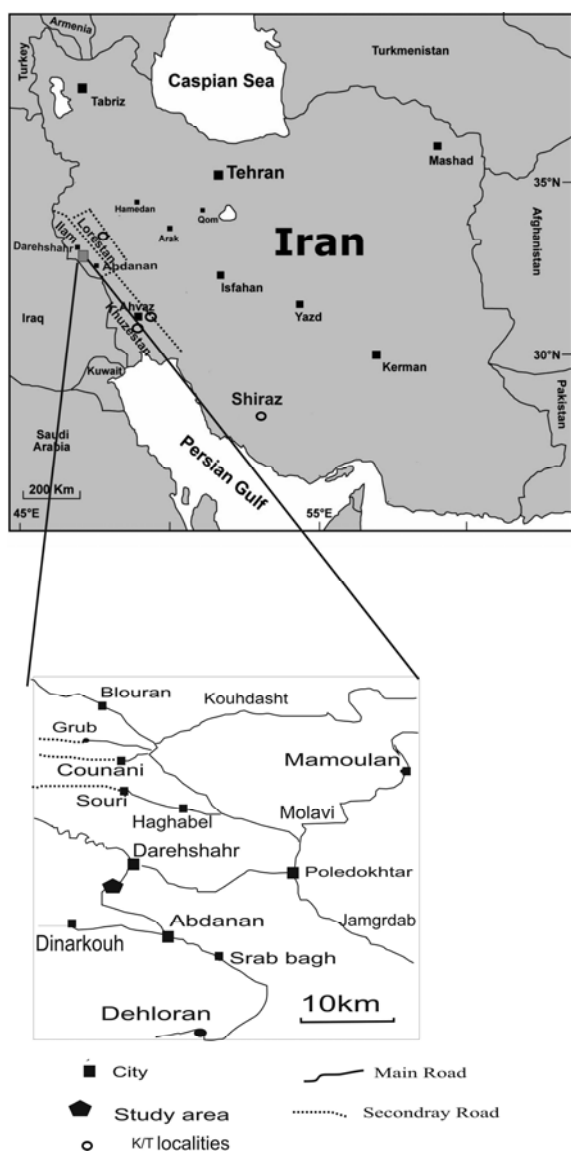 Armenia
Turkey
Caspian Sea
Turkmenistan
Tabriz
Mashad
Tehran
35°N
Hamedan
Qom
Arak
Iran
Afghanistan
Lorestan
Ilam
Darehshahr
Abdanan
Isfahan
Yazd
Iraq
Ahvaz
Khuzestan
30°N
Kerman
Kuwait
Shiraz
Pakistan
Saudi
Arabia
Persian Gulf
200 Km
45°E
55°E
Blouran
Kouhdasht
Grub
Counani
Mamoulan
Souri
Haghabel
Molavi
Darehshahr
Poledokhtar
Abdanan
Jamgrdab
Dinarkouh
Srab bagh
Dehloran
10km
City
Main Road
Study area
Secondray Road
K/T localities